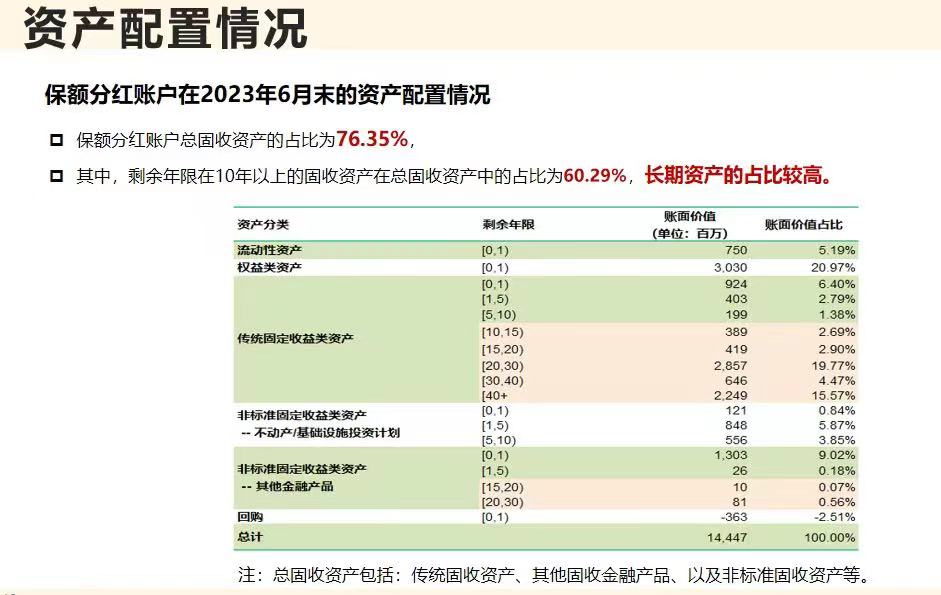 资产配置情况
保额分红账户在2023年6月末的资产配置情况
保额分红账户总固收资产的占比为76.35%,
其中，剩余年限在10年以上的固收资产在总固收资产中的占比为60.29%，长期资产的占比较高。
资产分类 剩余年限 账面价值 (单位：百万) 账面价值占比
流动性资产 [0,1) 750 5.19%
权益类资产 [0,1) 3,030 20.97%
传统固定收益类资产
[0,1) 924 6.40%
[1,5) 403 2.79%
[5,10) 199 1.38%
[10,15) 389 2.69%
[15,20) 419 2.90%
[20,30) 2,857 19.77%
[30,40) 646 4.47%
[40+ 2,249 15.57%
非标准固定收益类资产
-- 不动产/基础设施投资计划
[0,1) 121 0.84%
[1,5) 848 5.87%
[5,10) 556 3.85%
非标准固定收益类资产
-- 其他金融产品
[0,1) 1,303 9.02%
[1,5) 26 0.18%
[15,20) 10 0.07%
[20,30) 81 0.56%
回购 [0,1) -363 -2.51%
总计 14,447 100.00%
注：总固收资产包括：传统固收资产、其他固收金融产品、以及非标准固收资产等。